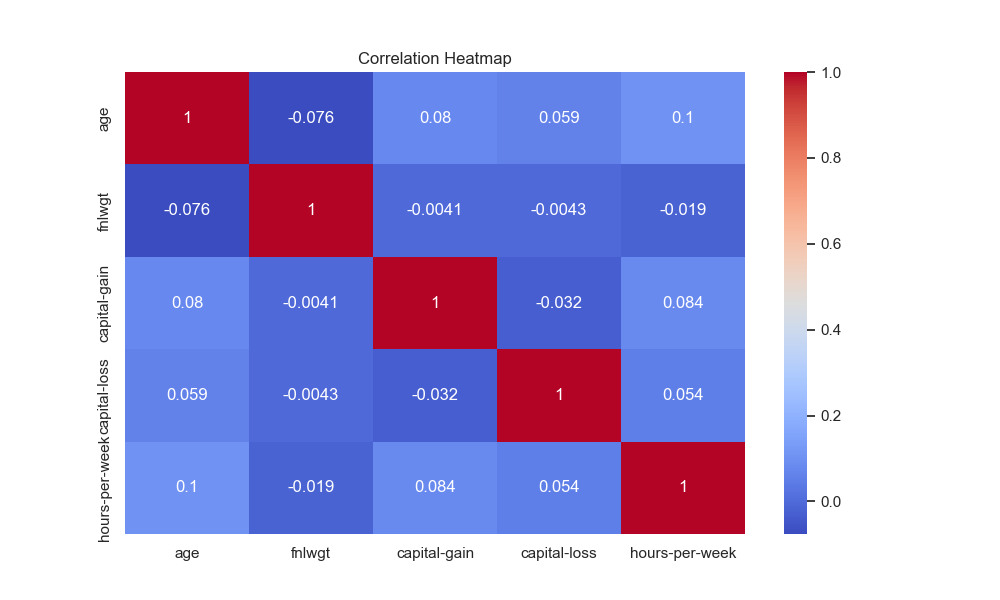 Correlation Heatmap
age
1
-0.076
0.08
0.059
0.1
fnlwgt
-0.076
1
-0.0041
-0.0043
-0.019
capital-gain
0.08
-0.0041
1
-0.032
0.084
capital-loss
0.059
-0.0043
-0.032
1
0.054
hours-per-week
0.1
-0.019
0.084
0.054
1
age
fnlwgt
capital-gain
capital-loss
hours-per-week
1.0
0.8
0.6
0.4
0.2
0.0